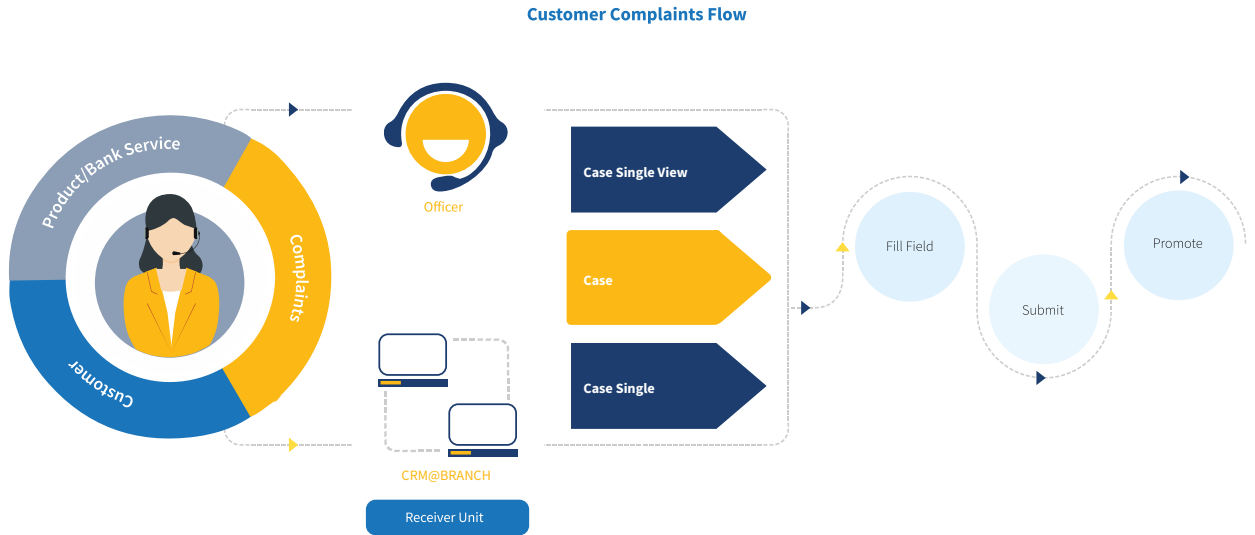 Customer Complaints Flow
Product/Bank Service
Complaints
Customer
Officer
CRM@BRANCH
Receiver Unit
Case Single View
Case
Case Single
Fill Field
Submit
Promote